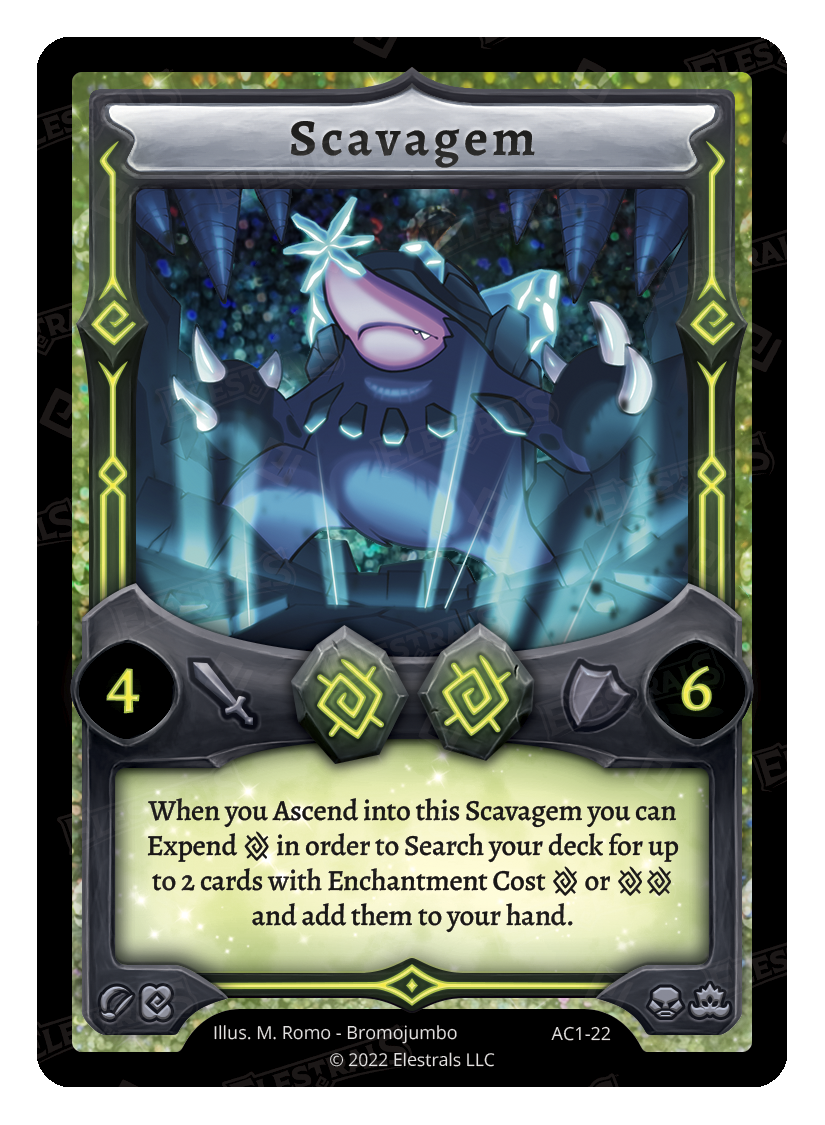 Scavagem
4
6
When you Ascend into this Scavagem you can
Expend in order to Search your deck for up
to 2 cards with Enchantment Cost or
and add them to your hand.
Illus. M. Romo - Bromojumbo AC1-22
© 2022 Elestrals LLC